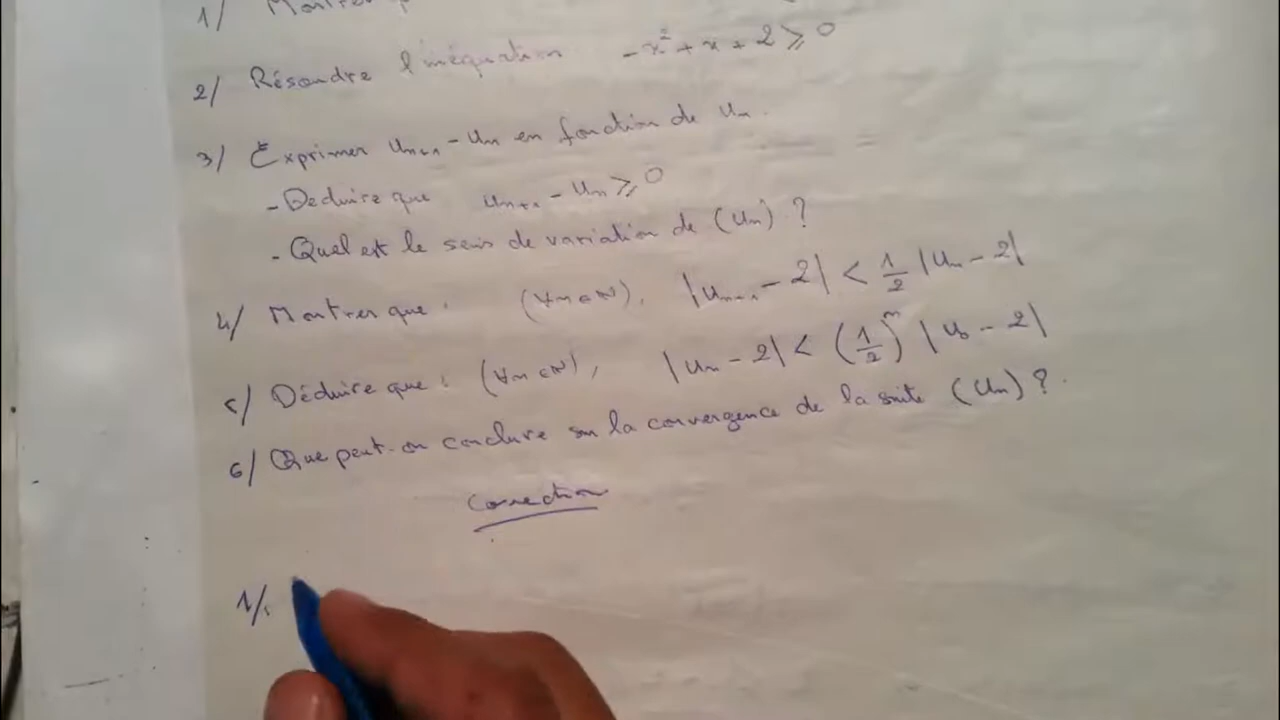 1/ Montrer
2/ Résoudre l'inéquation -x² + x + 2 ⩾ 0
3/ Exprimer Uₙ₊₁ - Uₙ en fonction de Uₙ.
- Deduire que Uₙ₊₁ - Uₙ ⩾ 0
- Quel est le sens de variation de (Uₙ) ?
4/ Montrer que : (∀n∈ℕ), |Uₙ₊₁ - 2| < 1/2 |Uₙ - 2|
5/ Déduire que : (∀n∈ℕ), |Uₙ - 2| < (1/2)ⁿ |U₀ - 2|
6/ Que peut-on conclure sur la convergence de la suite (Uₙ) ?
Correction
1/.